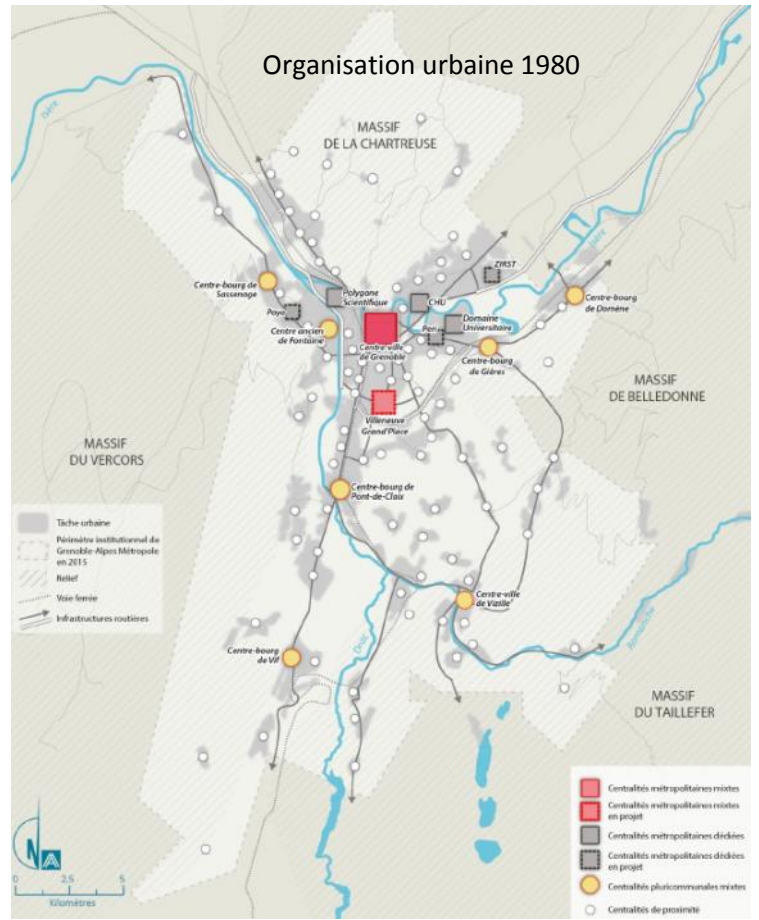 Organisation urbaine 1980
Isère
MASSIF
DE LA CHARTREUSE
Isère
ZIRST
Centre-bourg de
Sassenage
Polygone
Scientifique
CHU
Centre-bourg
de Domène
Poya
Domaine
Universitaire
Peri
Centre ancien
de Fontaine
Centre-ville
de Grenoble
Centre-bourg
de Gières
MASSIF
DE BELLEDONNE
Villeneuve
Grand'Place
MASSIF
DU VERCORS
Centre-bourg de
Pont-de-Claix
Tâche urbaine
Périmètre institutionnel de
Grenoble-Alpes Métropole
en 2015
Relief
Voie ferrée
Infrastructures routières
Centre-ville
de Vizille
Romanche
Drac
Centre-bourg
de Vif
MASSIF
DU TAILLEFER
Centralités métropolitaines mixtes
Centralités métropolitaines mixtes
en projet
Centralités métropolitaines dédiées
Centralités métropolitaines dédiées
en projet
Centralités pluricommunales mixtes
Centralités de proximité
N
0 2,5 5
Kilomètres